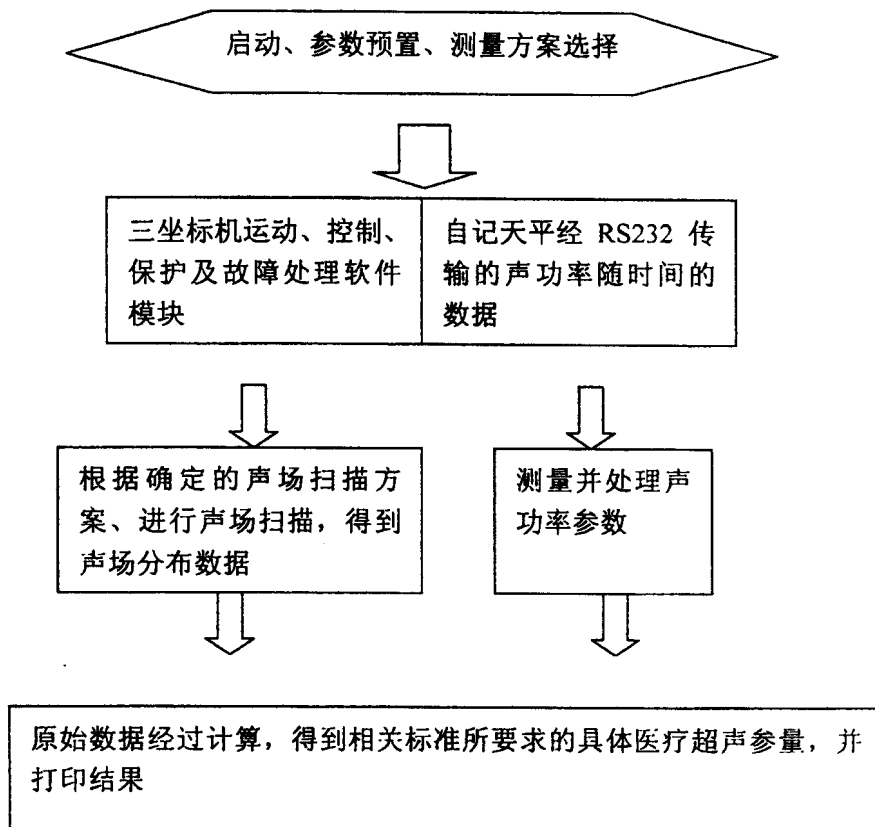 启动、参数预置、测量方案选择
三坐标机运动、控制、
保护及故障处理软件
模块
自记天平经 RS232 传
输的声功率随时间的
数据
根据确定的声场扫描方
案、进行声场扫描，得到
声场分布数据
测量并处理声
功率参数
原始数据经过计算，得到相关标准所要求的具体医疗超声参量，并
打印结果